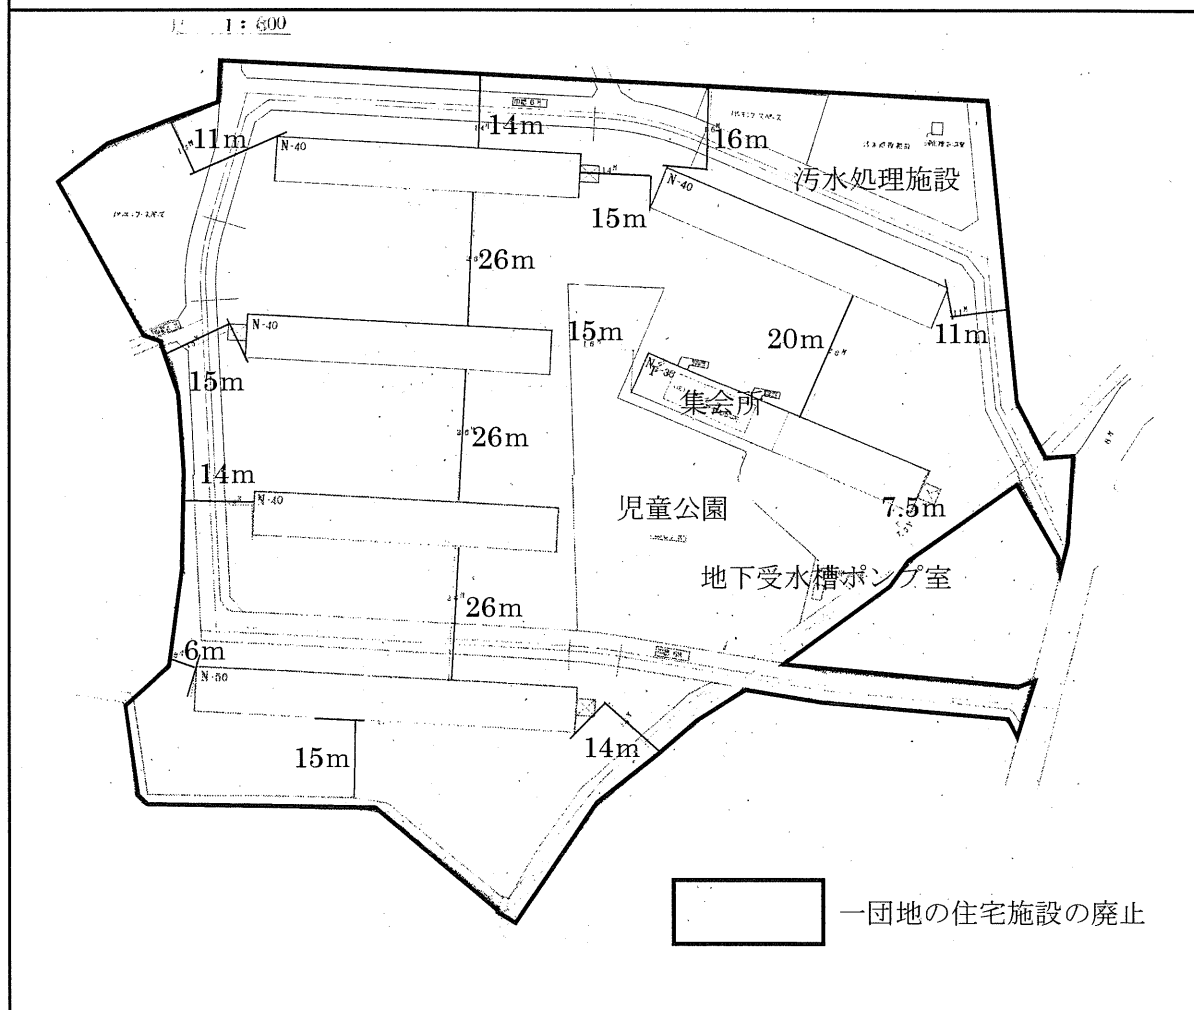 1:600
11m
14m
16m
N-40
N-40
汚水処理施設
15m
26m
N-40
15m
20m
11m
15m
集会所
26m
14m
N-40
児童公園
7.5m
地下受水槽ポンプ室
26m
6m
N-50
15m
14m
一団地の住宅施設の廃止